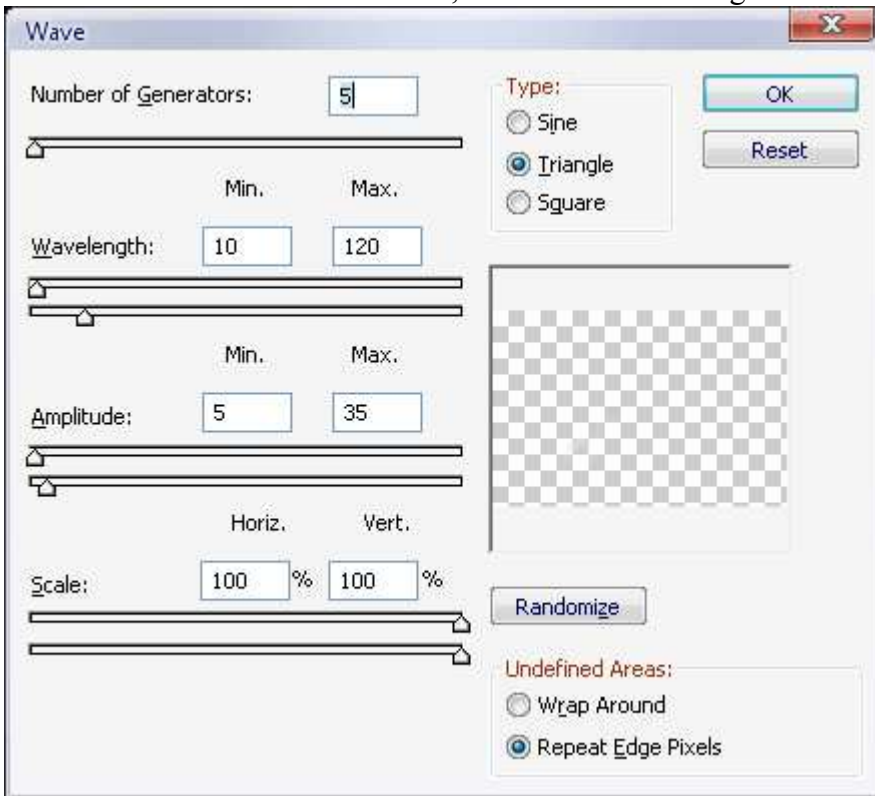 Wave
Number of Generators: 5
Min. Max.
Wavelength: 10 120
Min. Max.
Amplitude: 5 35
Horiz. Vert.
Scale: 100 % 100 %
Type:
Sine
Triangle
Square
OK
Reset
Randomize
Undefined Areas:
Wrap Around
Repeat Edge Pixels